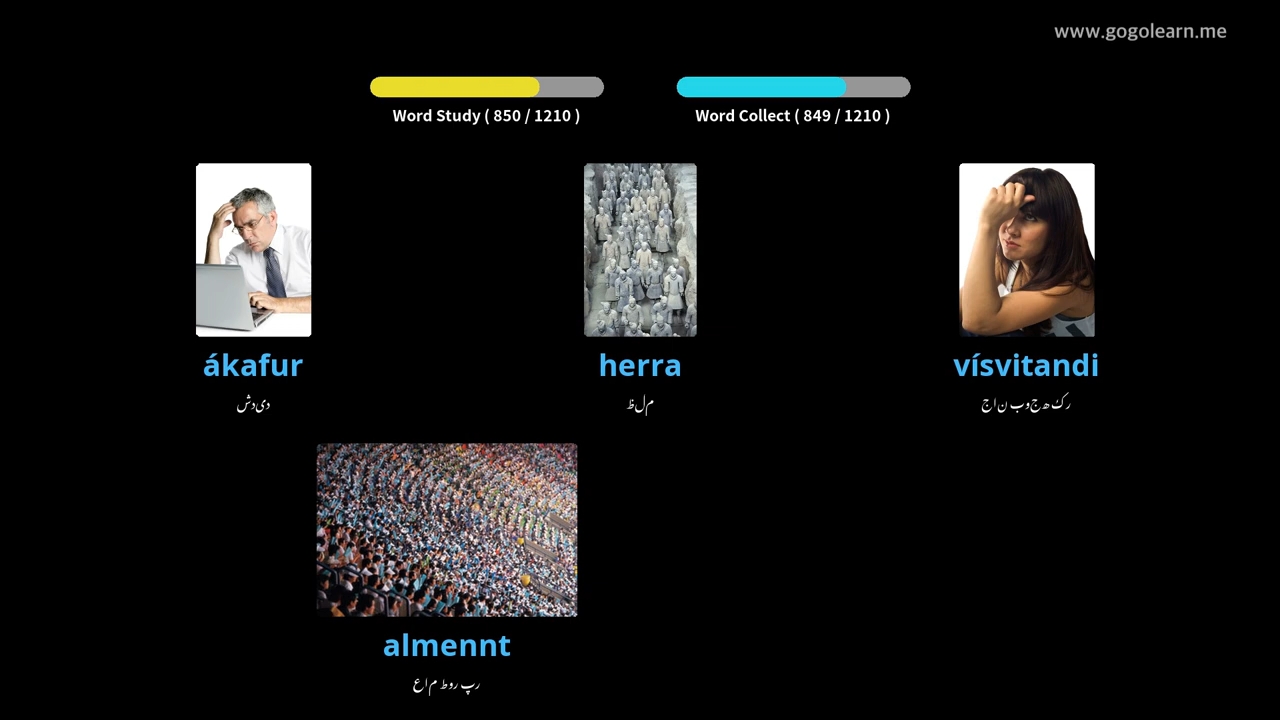 www.gogolearn.me
Word Study ( 850 / 1210 )
Word Collect ( 849 / 1210 )
ákafur
شدید
herra
ظلم
vísvitandi
جان بوجھ کر
almennt
عام طور پر